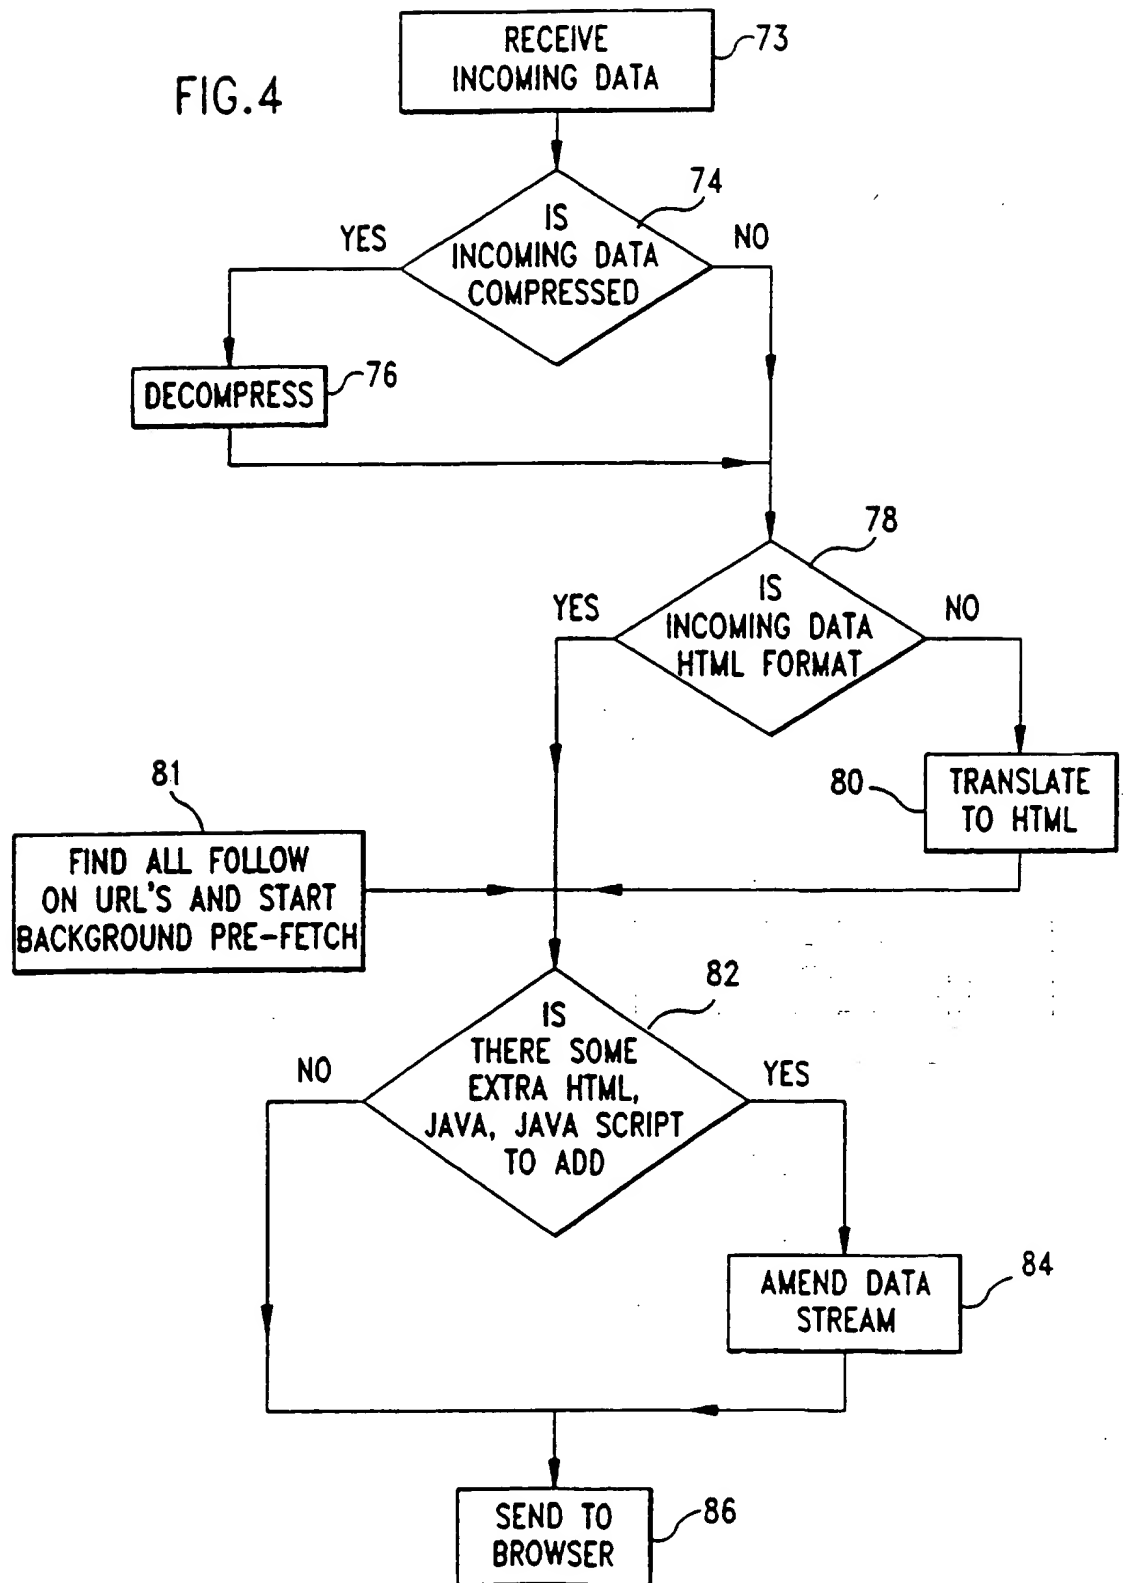 FIG.4
RECEIVE
INCOMING DATA
73
74
IS
INCOMING DATA
COMPRESSED
YES
NO
DECOMPRESS
76
78
IS
INCOMING DATA
HTML FORMAT
YES
NO
80
TRANSLATE
TO HTML
81
FIND ALL FOLLOW
ON URL'S AND START
BACKGROUND PRE-FETCH
82
IS
THERE SOME
EXTRA HTML,
JAVA, JAVA SCRIPT
TO ADD
NO
YES
AMEND DATA
STREAM
84
SEND TO
BROWSER
86